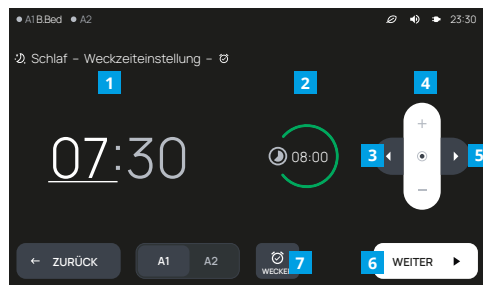 A1 B.Bed A2 23:30
Schlaf – Weckzeiteinstellung –
1 2 4
07:30 08:00 3 + – 5
← ZURÜCK A1 A2 WECKE 7 6 WEITER